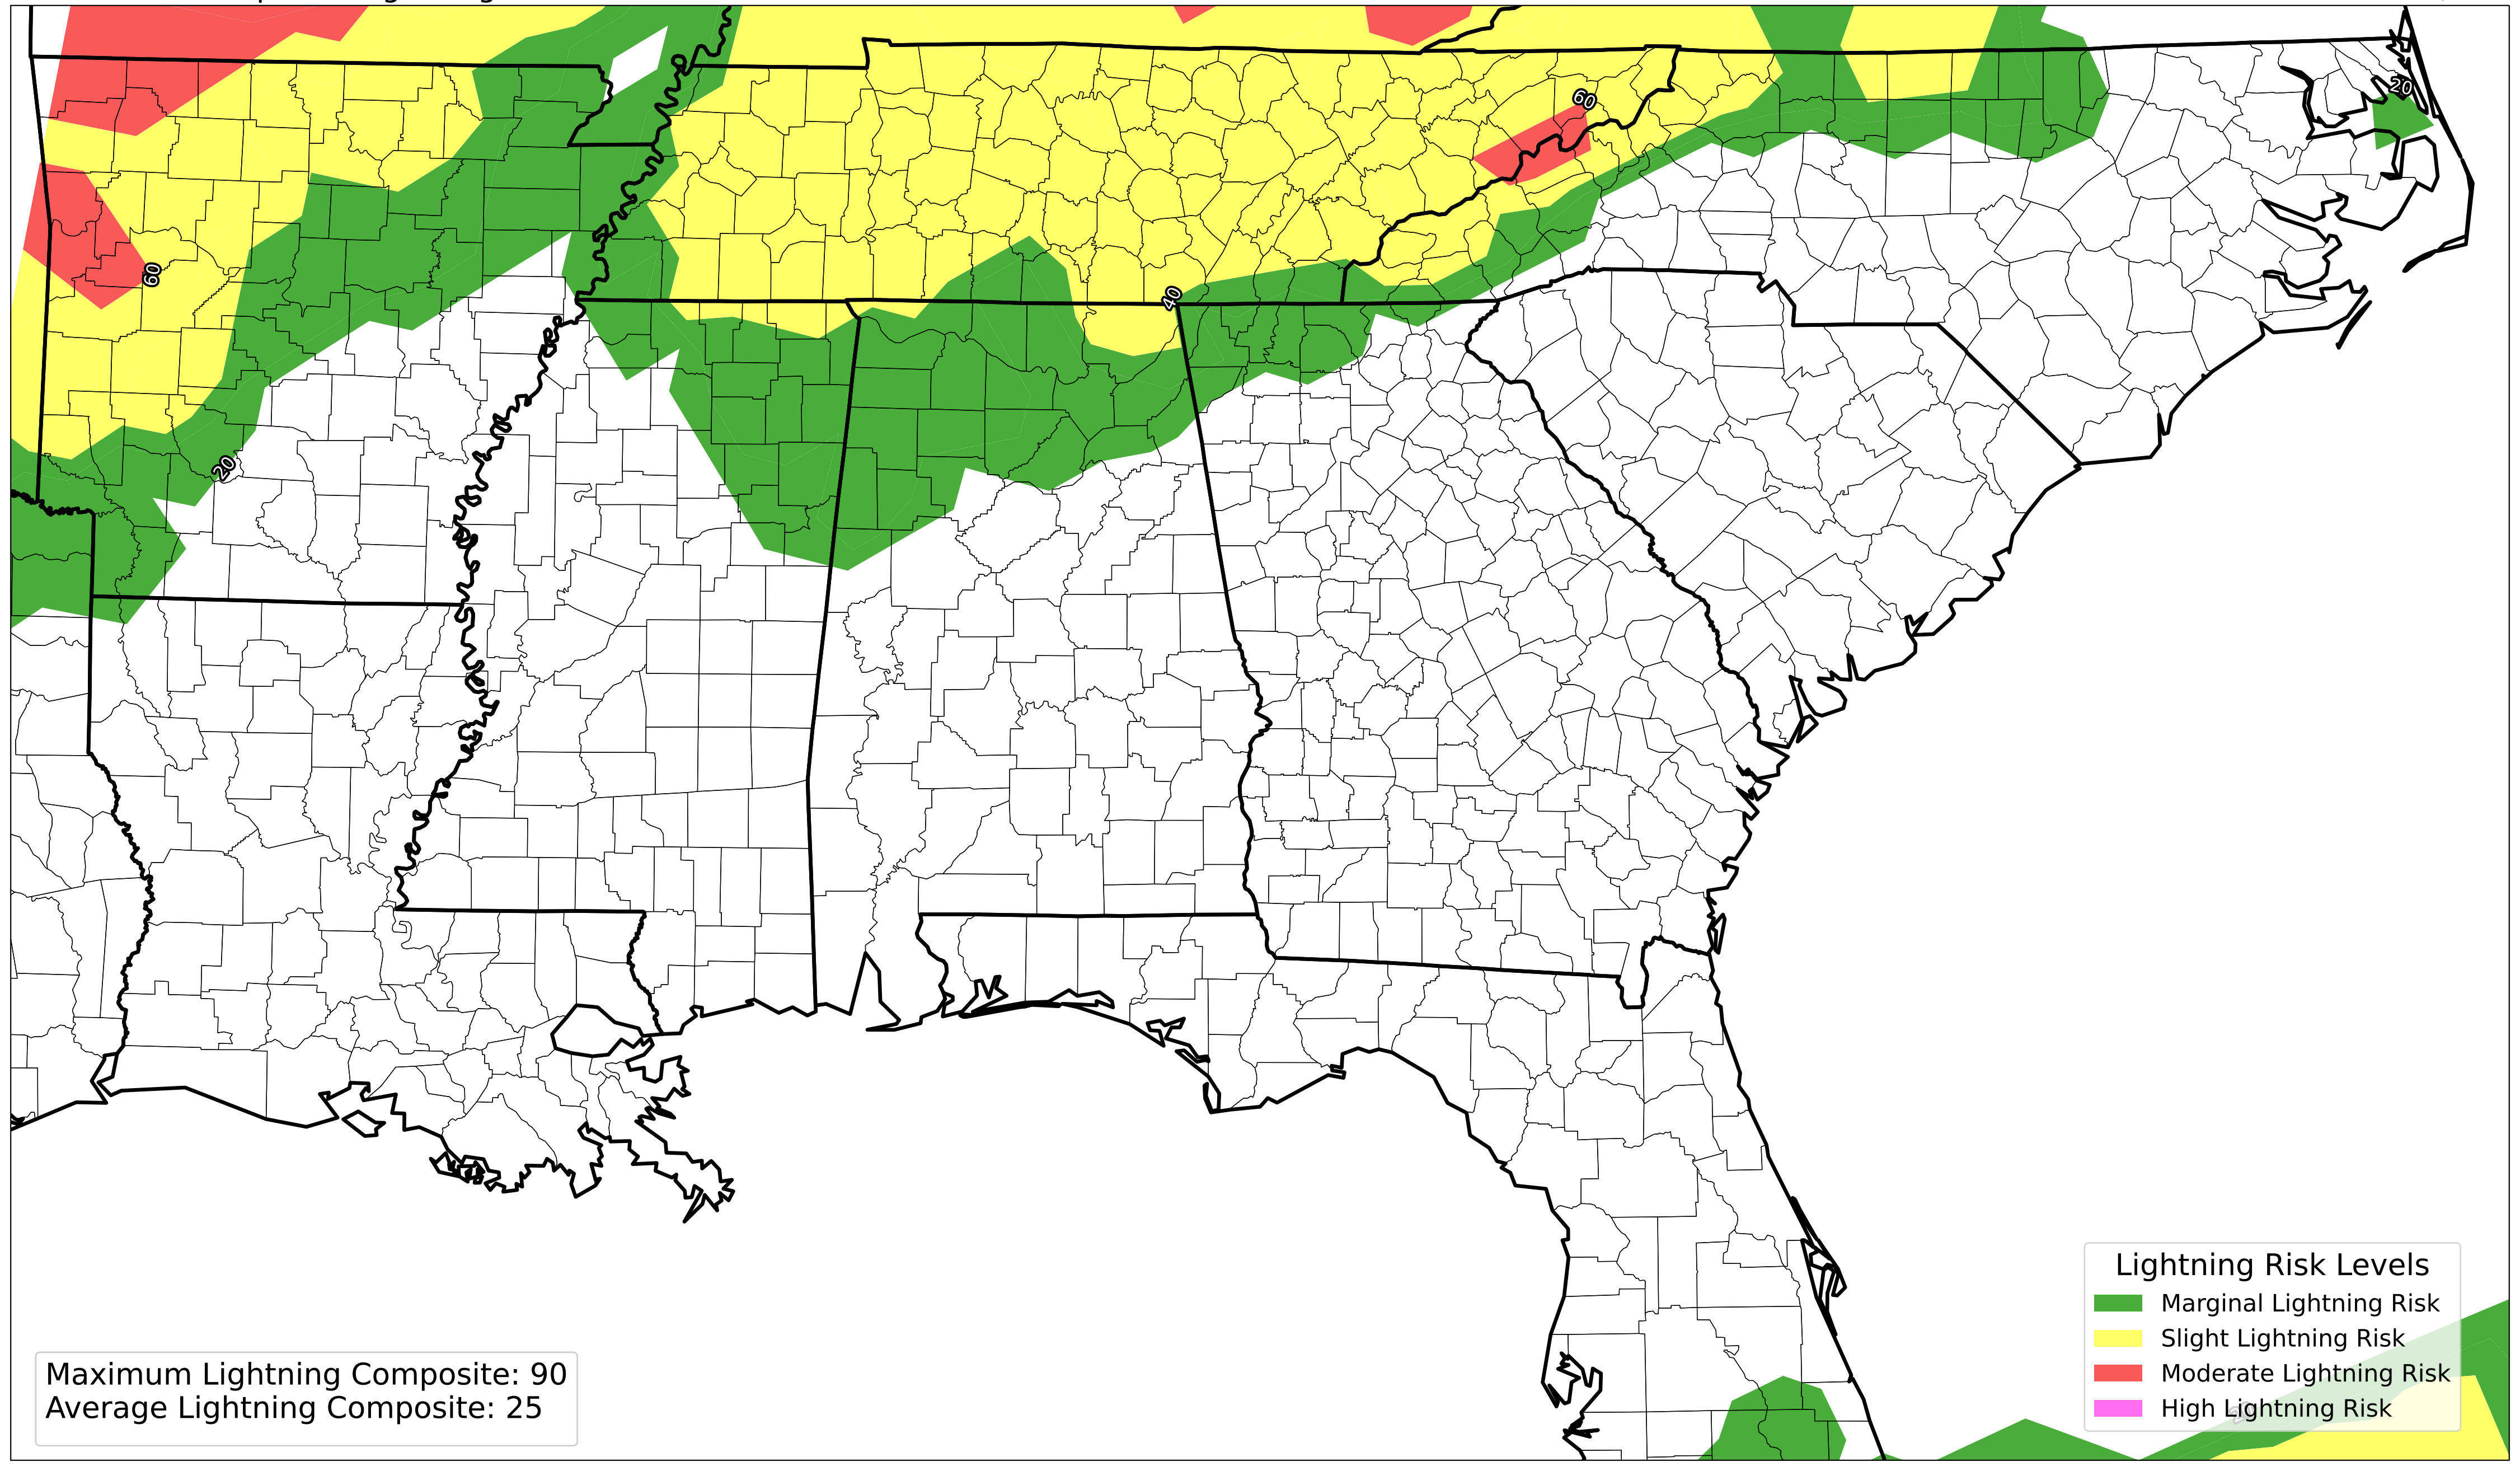 60
20
60
40
20
Lightning Risk Levels
Marginal Lightning Risk
Slight Lightning Risk
Moderate Lightning Risk
High Lightning Risk
Maximum Lightning Composite: 90
Average Lightning Composite: 25